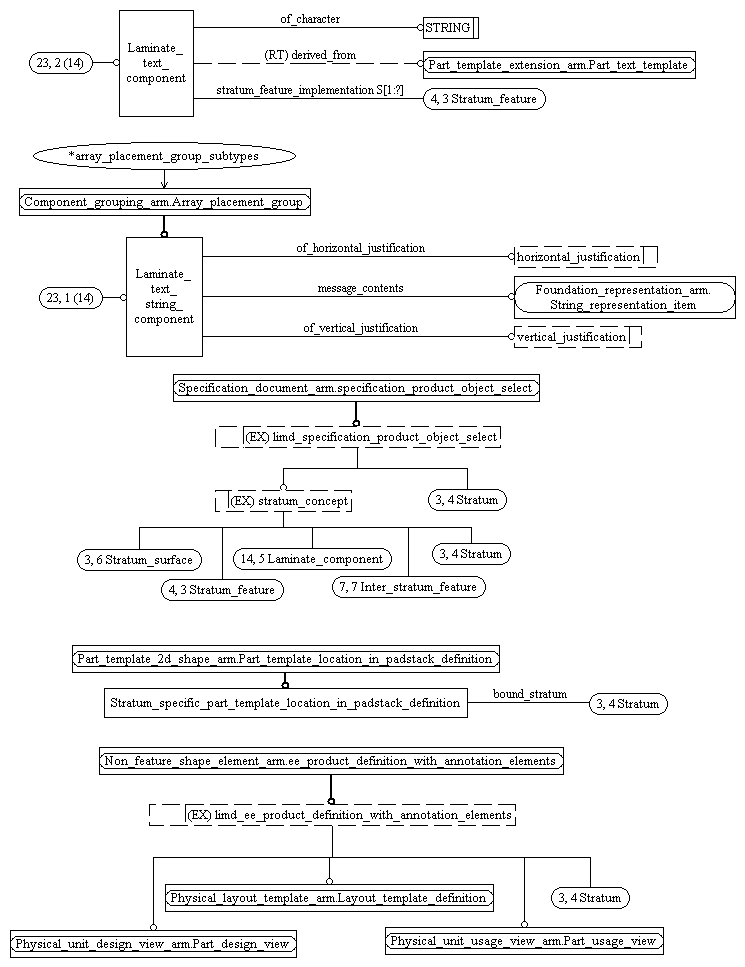 of_character
STRING
Laminate_
text_
component
23, 2 (14)
(RT) derived_from
Part_template_extension_arm.Part_text_template
stratum_feature_implementation S[1:?]
4, 3 Stratum_feature
*array_placement_group_subtypes
Component_grouping_arm.Array_placement_group
of_horizontal_justification
horizontal_justification
Laminate_
text_
string_
component
23, 1 (14)
message_contents
Foundation_representation_arm.
String_representation_item
of_vertical_justification
vertical_justification
Specification_document_arm.specification_product_object_select
(EX) limd_specification_product_object_select
(EX) stratum_concept
3, 4 Stratum
3, 6 Stratum_surface
14, 5 Laminate_component
3, 4 Stratum
4, 3 Stratum_feature
7, 7 Inter_stratum_feature
Part_template_2d_shape_arm.Part_template_location_in_padstack_definition
Stratum_specific_part_template_location_in_padstack_definition
bound_stratum
3, 4 Stratum
Non_feature_shape_element_arm.ee_product_definition_with_annotation_elements
(EX) limd_ee_product_definition_with_annotation_elements
Physical_layout_template_arm.Layout_template_definition
3, 4 Stratum
Physical_unit_design_view_arm.Part_design_view
Physical_unit_usage_view_arm.Part_usage_view